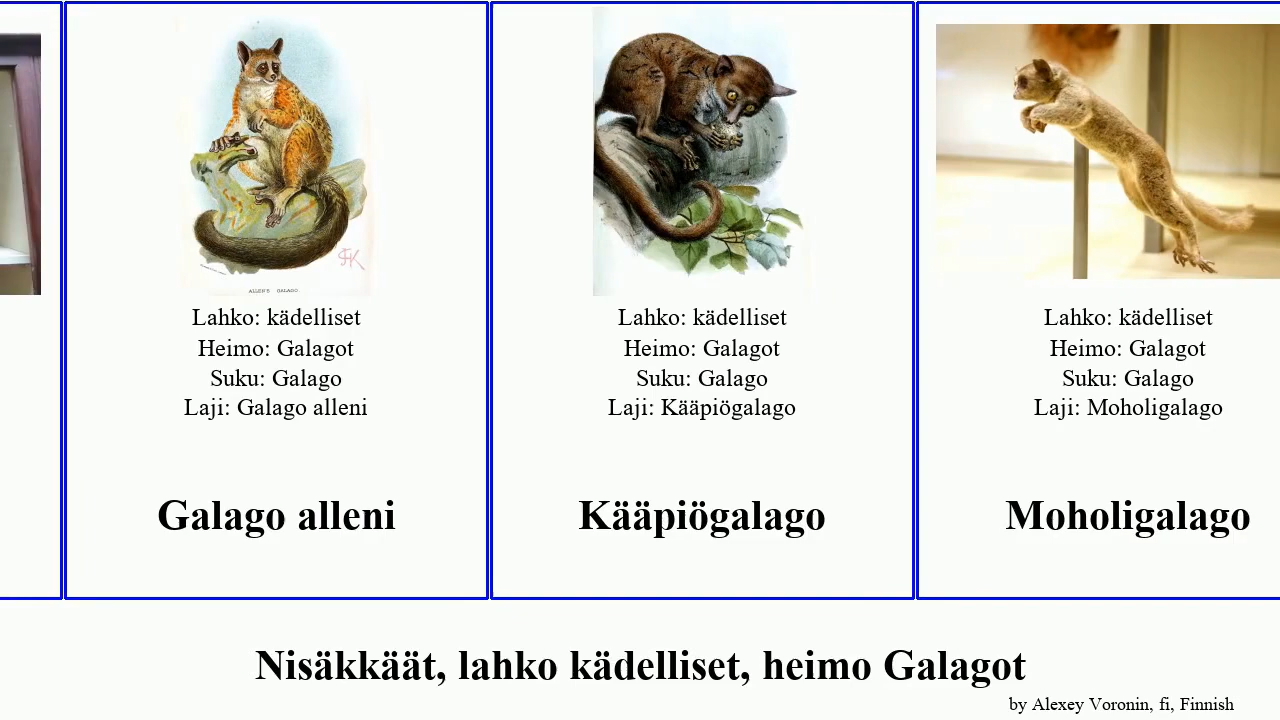 ALLEN'S GALAGO.
Lahko: kädelliset
Heimo: Galagot
Suku: Galago
Laji: Galago alleni
Galago alleni
Lahko: kädelliset
Heimo: Galagot
Suku: Galago
Laji: Kääpiögalago
Kääpiögalago
Lahko: kädelliset
Heimo: Galagot
Suku: Galago
Laji: Moholigalago
Moholigalago
Nisäkkäät, lahko kädelliset, heimo Galagot
by Alexey Voronin, fi, Finnish